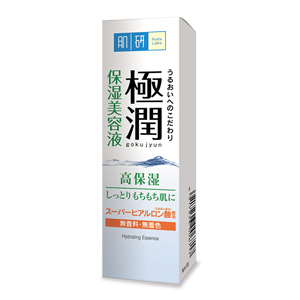 肌研
Hada Labo
うるおいへのこだわり
極潤
gokujyun
保湿美容液
高保湿
しっとりもちもち肌に
スーパーヒアルロン酸配合
無香料・無着色
Hydrating Essence